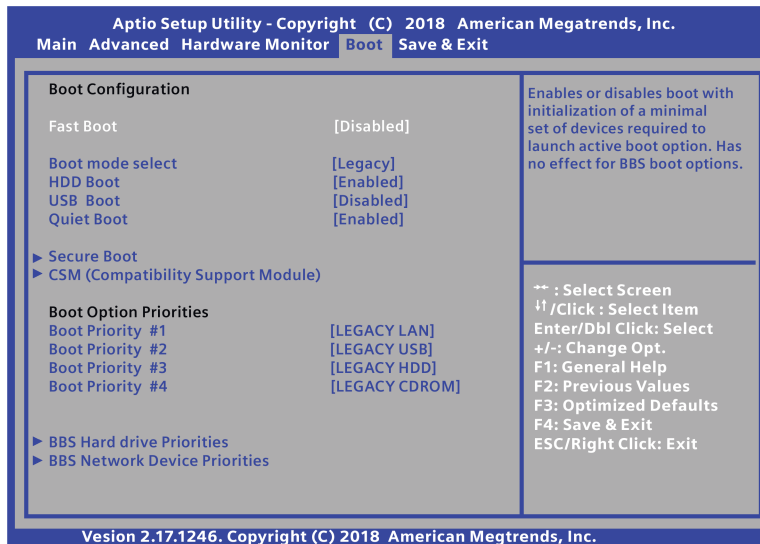 Aptio Setup Utility - Copyright (C) 2018 American Megatrends, Inc.
Main Advanced Hardware Monitor Boot Save & Exit
Boot Configuration
Fast Boot [Disabled]
Boot mode select [Legacy]
HDD Boot [Enabled]
USB Boot [Disabled]
Quiet Boot [Enabled]
► Secure Boot
► CSM (Compatibility Support Module)
Boot Option Priorities
Boot Priority #1 [LEGACY LAN]
Boot Priority #2 [LEGACY USB]
Boot Priority #3 [LEGACY HDD]
Boot Priority #4 [LEGACY CDROM]
► BBS Hard drive Priorities
► BBS Network Device Priorities
Enables or disables boot with
initialization of a minimal
set of devices required to
launch active boot option. Has
no effect for BBS boot options.
→← : Select Screen
↓↑ /Click : Select Item
Enter/Dbl Click: Select
+/-: Change Opt.
F1: General Help
F2: Previous Values
F3: Optimized Defaults
F4: Save & Exit
ESC/Right Click: Exit
Vesion 2.17.1246. Copyright (C) 2018 American Megtrends, Inc.